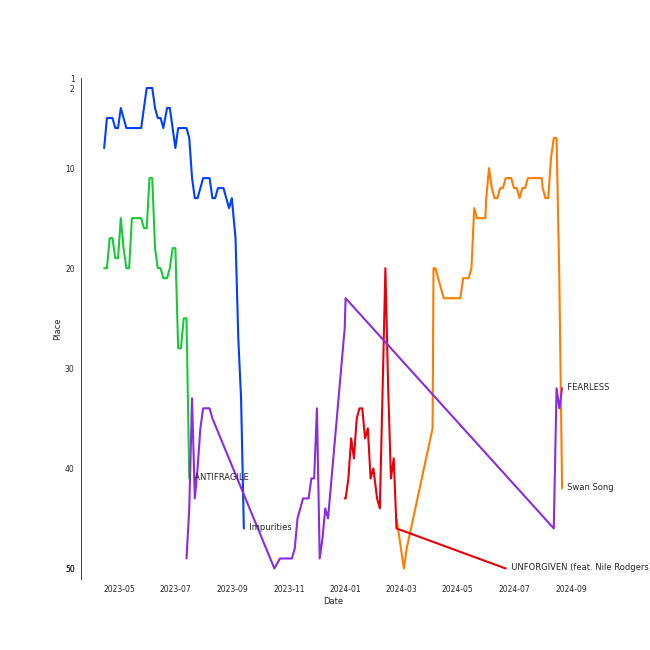 1
2
10
20
30
40
50
Place
FEARLESS
ANTIFRAGILE
Swan Song
Impurities
UNFORGIVEN (feat. Nile Rodgers)
2023-05 2023-07 2023-09 2023-11 2024-01 2024-03 2024-05 2024-07 2024-09
Date